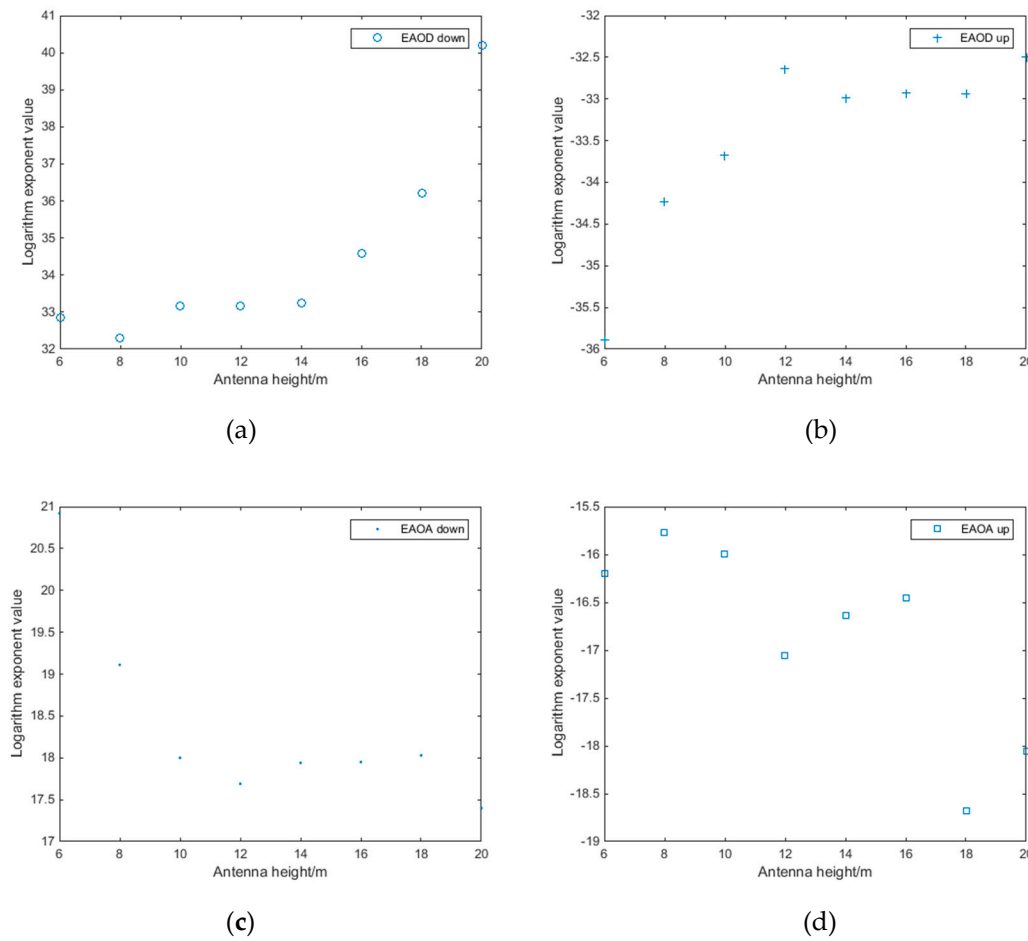 41
40
39
38
37
36
35
34
33
32
Logarithm exponent value
EAOD down
6 8 10 12 14 16 18 20
Antenna height/m
(a)
-32
-32.5
-33
-33.5
-34
-34.5
-35
-35.5
-36
Logarithm exponent value
EAOD up
6 8 10 12 14 16 18 20
Antenna height/m
(b)
21
20.5
20
19.5
19
18.5
18
17.5
17
Logarithm exponent value
EAOA down
6 8 10 12 14 16 18 20
Antenna height/m
(c)
-15.5
-16
-16.5
-17
-17.5
-18
-18.5
-19
Logarithm exponent value
EAOA up
6 8 10 12 14 16 18 20
Antenna height/m
(d)